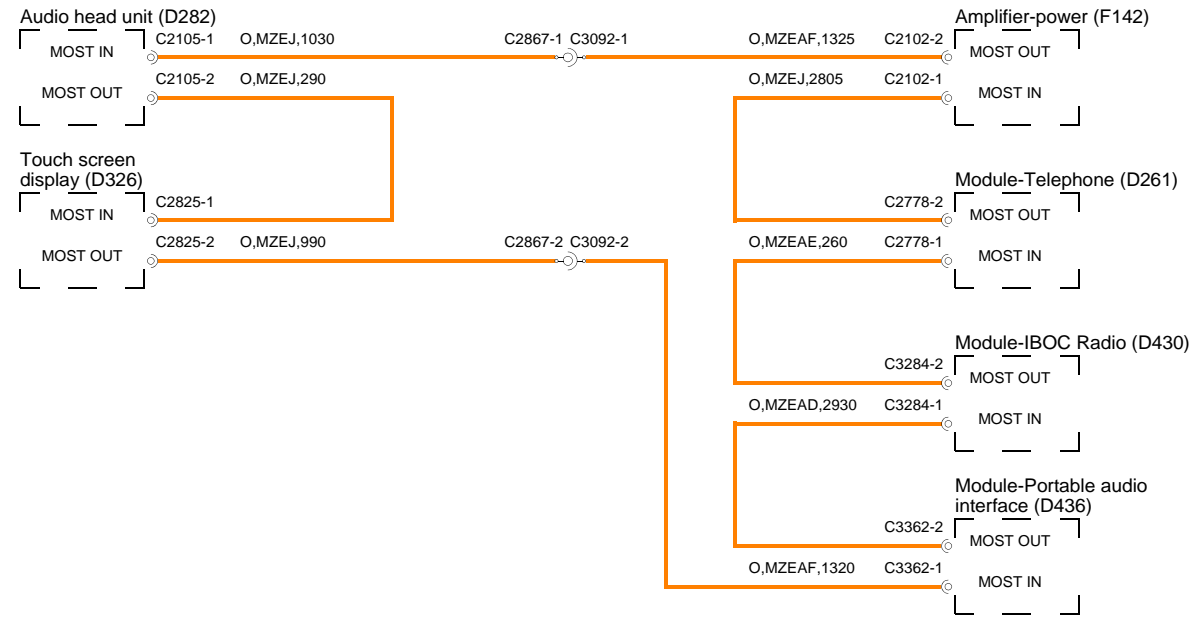 Audio head unit (D282)
MOST IN
C2105-1 O,MZEJ,1030
C2105-2 O,MZEJ,290
MOST OUT
Touch screen
display (D326)
C2825-1
MOST IN
C2825-2 O,MZEJ,990
MOST OUT
C2867-1 C3092-1
C2867-2 C3092-2
Amplifier-power (F142)
O,MZEAF,1325 C2102-2
MOST OUT
O,MZEJ,2805 C2102-1
MOST IN
Module-Telephone (D261)
C2778-2
MOST OUT
O,MZEAE,260 C2778-1
MOST IN
Module-IBOC Radio (D430)
C3284-2
MOST OUT
O,MZEAD,2930 C3284-1
MOST IN
Module-Portable audio
interface (D436)
C3362-2
MOST OUT
O,MZEAF,1320 C3362-1
MOST IN